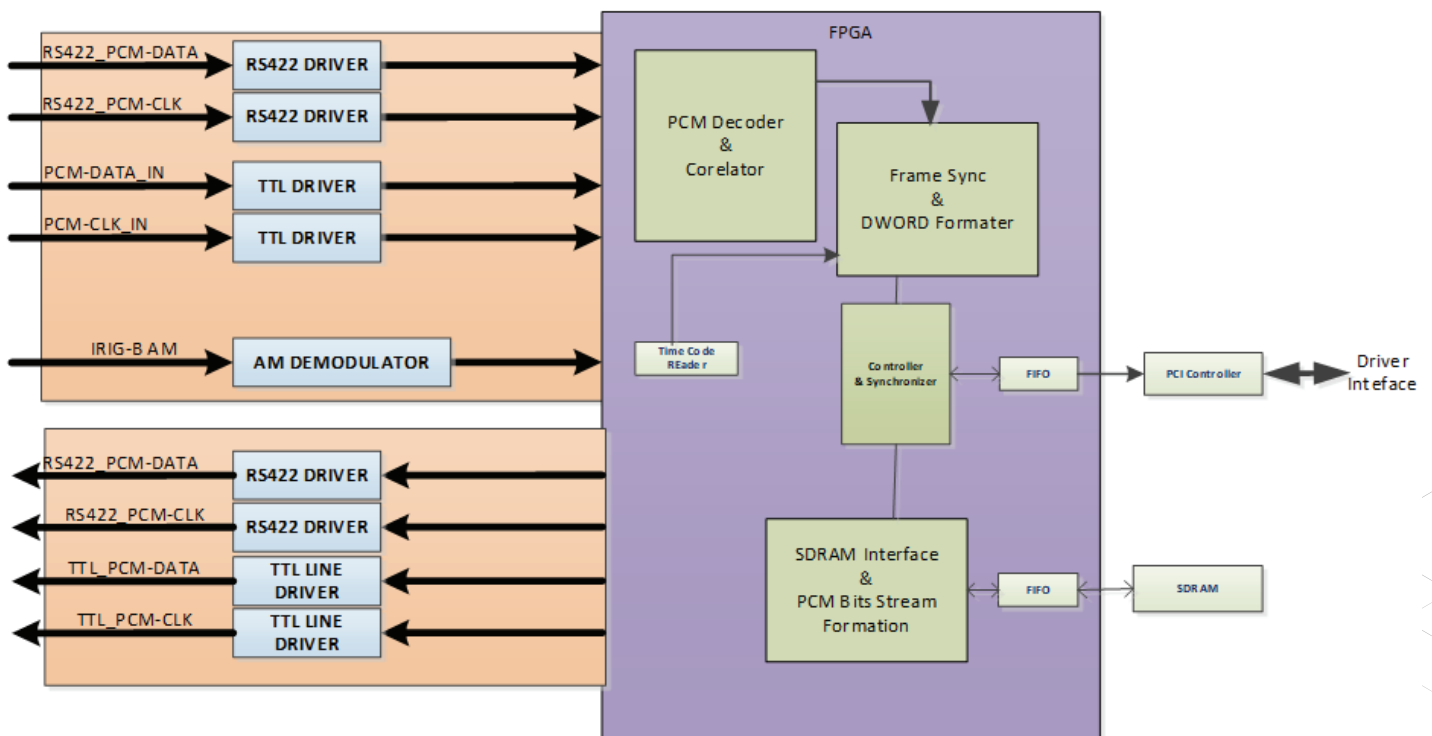 FPGA
RS422_PCM-DATA
RS422 DRIVER
RS422_PCM-CLK
RS422 DRIVER
PCM-DATA_IN
TTL DRIVER
PCM-CLK_IN
TTL DRIVER
IRIG-B AM
AM DEMODULATOR
PCM Decoder
&
Corelator
Frame Sync
&
DWORD Formater
Time Code
REader
Controller
& Synchronizer
FIFO
PCI Controller
Driver
Inteface
RS422_PCM-DATA
RS422 DRIVER
RS422_PCM-CLK
RS422 DRIVER
TTL_PCM-DATA
TTL LINE
DRIVER
TTL_PCM-CLK
TTL LINE
DRIVER
SDRAM Interface
&
PCM Bits Stream
Formation
FIFO
SDRAM